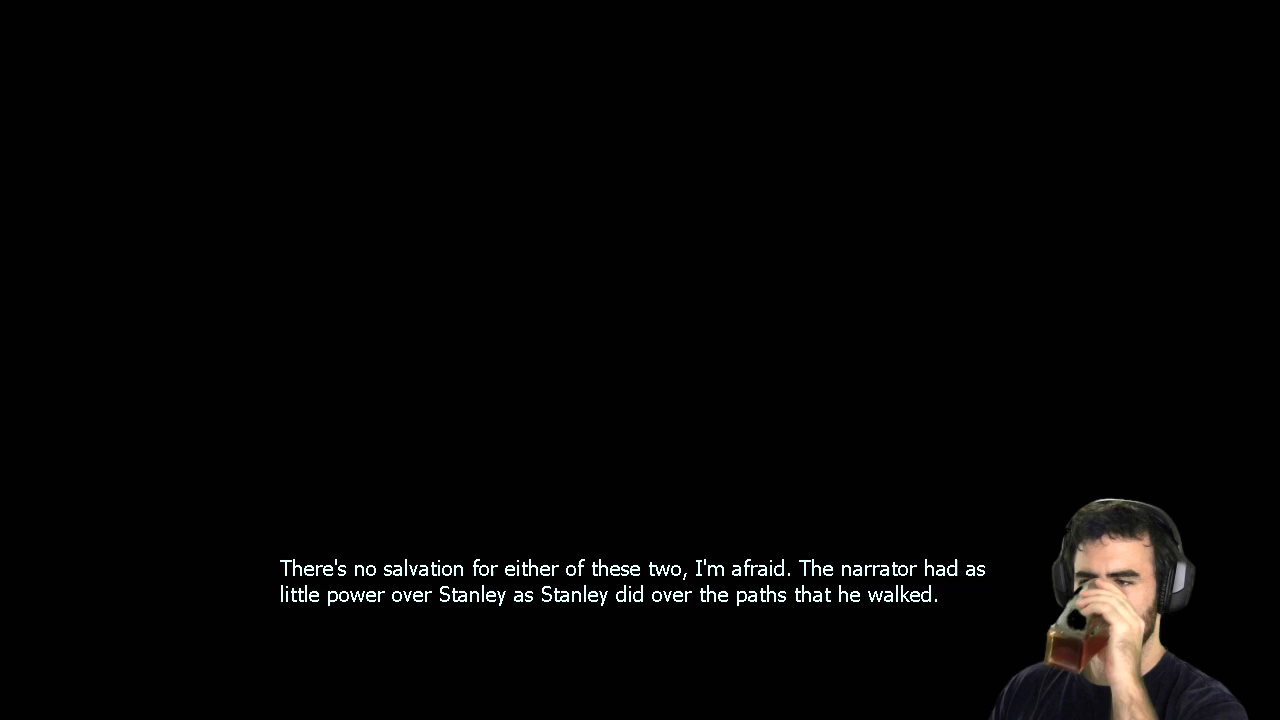 There's no salvation for either of these two, I'm afraid. The narrator had as
little power over Stanley as Stanley did over the paths that he walked.